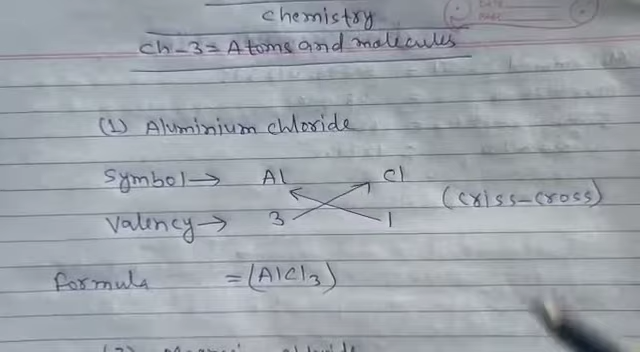 Chemistry
Ch-3 = Atoms and molecules
(1) Aluminium chloride
Symbol → Al Cl
Valency → 3 1 (criss-cross)
Formula = (AlCl₃)